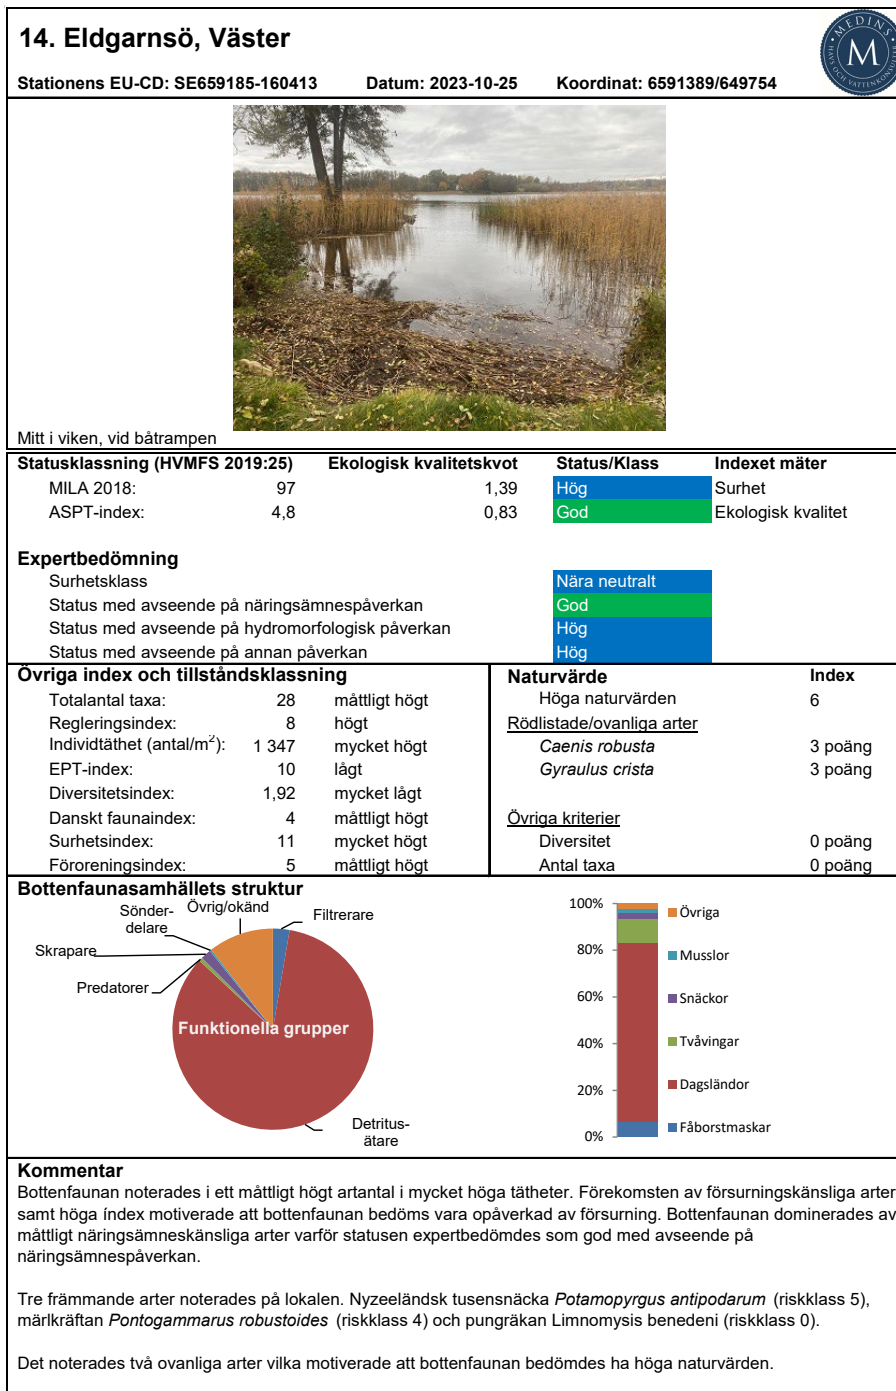 14. Eldgarnsö, Väster
MEDINS
M
HAVS OCH VATTENKONSULTER
Stationens EU-CD: SE659185-160413 Datum: 2023-10-25 Koordinat: 6591389/649754
Mitt i viken, vid båtrampen
Statusklassning (HVMFS 2019:25) Ekologisk kvalitetskvot Status/Klass Indexet mäter
MILA 2018: 97 1,39 Hög Surhet
ASPT-index: 4,8 0,83 God Ekologisk kvalitet
Expertbedömning
Surhetsklass Nära neutralt
Status med avseende på näringsämnespåverkan God
Status med avseende på hydromorfologisk påverkan Hög
Status med avseende på annan påverkan Hög
Övriga index och tillståndsklassning
Totalantal taxa: 28 måttligt högt
Regleringsindex: 8 högt
Individtäthet (antal/m²): 1 347 mycket högt
EPT-index: 10 lågt
Diversitetsindex: 1,92 mycket lågt
Danskt faunaindex: 4 måttligt högt
Surhetsindex: 11 mycket högt
Föroreningsindex: 5 måttligt högt
Naturvärde Index
Höga naturvärden 6
Rödlistade/ovanliga arter
Caenis robusta 3 poäng
Gyraulus crista 3 poäng
Övriga kriterier
Diversitet 0 poäng
Antal taxa 0 poäng
Bottenfaunasamhällets struktur
Sönder-
delare
Övrig/okänd
Filtrerare
Skrapare
Predatorer
Funktionella grupper
Detritus-
ätare
100%
80%
60%
40%
20%
0%
Övriga
Musslor
Snäckor
Tvåvingar
Dagsländor
Fåborstmaskar
Kommentar
Bottenfaunan noterades i ett måttligt högt artantal i mycket höga tätheter. Förekomsten av försurningskänsliga arter
samt höga índex motiverade att bottenfaunan bedöms vara opåverkad av försurning. Bottenfaunan dominerades av
måttligt näringsämneskänsliga arter varför statusen expertbedömdes som god med avseende på
näringsämnespåverkan.
Tre främmande arter noterades på lokalen. Nyzeeländsk tusensnäcka Potamopyrgus antipodarum (riskklass 5),
märlkräftan Pontogammarus robustoides (riskklass 4) och pungräkan Limnomysis benedeni (riskklass 0).
Det noterades två ovanliga arter vilka motiverade att bottenfaunan bedömdes ha höga naturvärden.